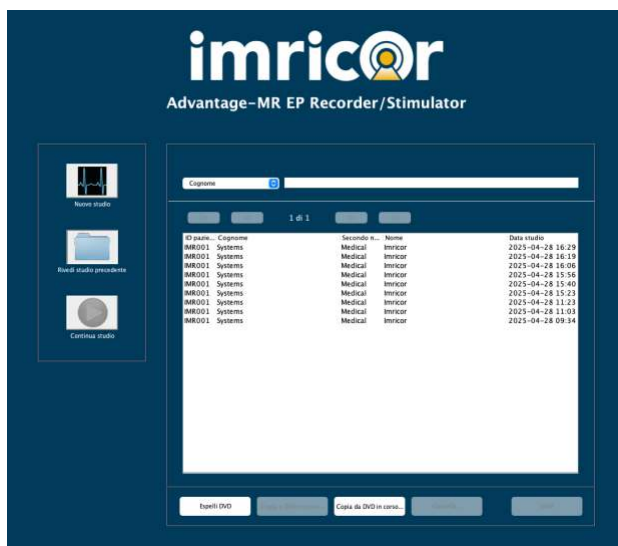 imricor
Advantage-MR EP Recorder/Stimulator
Nuovo studio
Rivedi studio precedente
Continua studio
Cognome
1 di 1
ID pazie... Cognome Secondo n... Nome Data studio
IMR001 Systems Medical Imricor 2025-04-28 16:29
IMR001 Systems Medical Imricor 2025-04-28 16:19
IMR001 Systems Medical Imricor 2025-04-28 16:06
IMR001 Systems Medical Imricor 2025-04-28 15:56
IMR001 Systems Medical Imricor 2025-04-28 15:40
IMR001 Systems Medical Imricor 2025-04-28 15:23
IMR001 Systems Medical Imricor 2025-04-28 11:23
IMR001 Systems Medical Imricor 2025-04-28 11:03
IMR001 Systems Medical Imricor 2025-04-28 09:34
Espelli DVD Copia da DVD in corso...